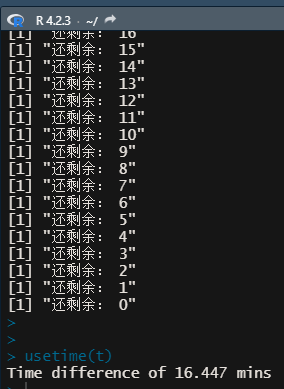 R 4.2.3 · ~/
[1] "还剩余： 16"
[1] "还剩余： 15"
[1] "还剩余： 14"
[1] "还剩余： 13"
[1] "还剩余： 12"
[1] "还剩余： 11"
[1] "还剩余： 10"
[1] "还剩余： 9"
[1] "还剩余： 8"
[1] "还剩余： 7"
[1] "还剩余： 6"
[1] "还剩余： 5"
[1] "还剩余： 4"
[1] "还剩余： 3"
[1] "还剩余： 2"
[1] "还剩余： 1"
[1] "还剩余： 0"
>
>
> usetime(t)
Time difference of 16.447 mins
>